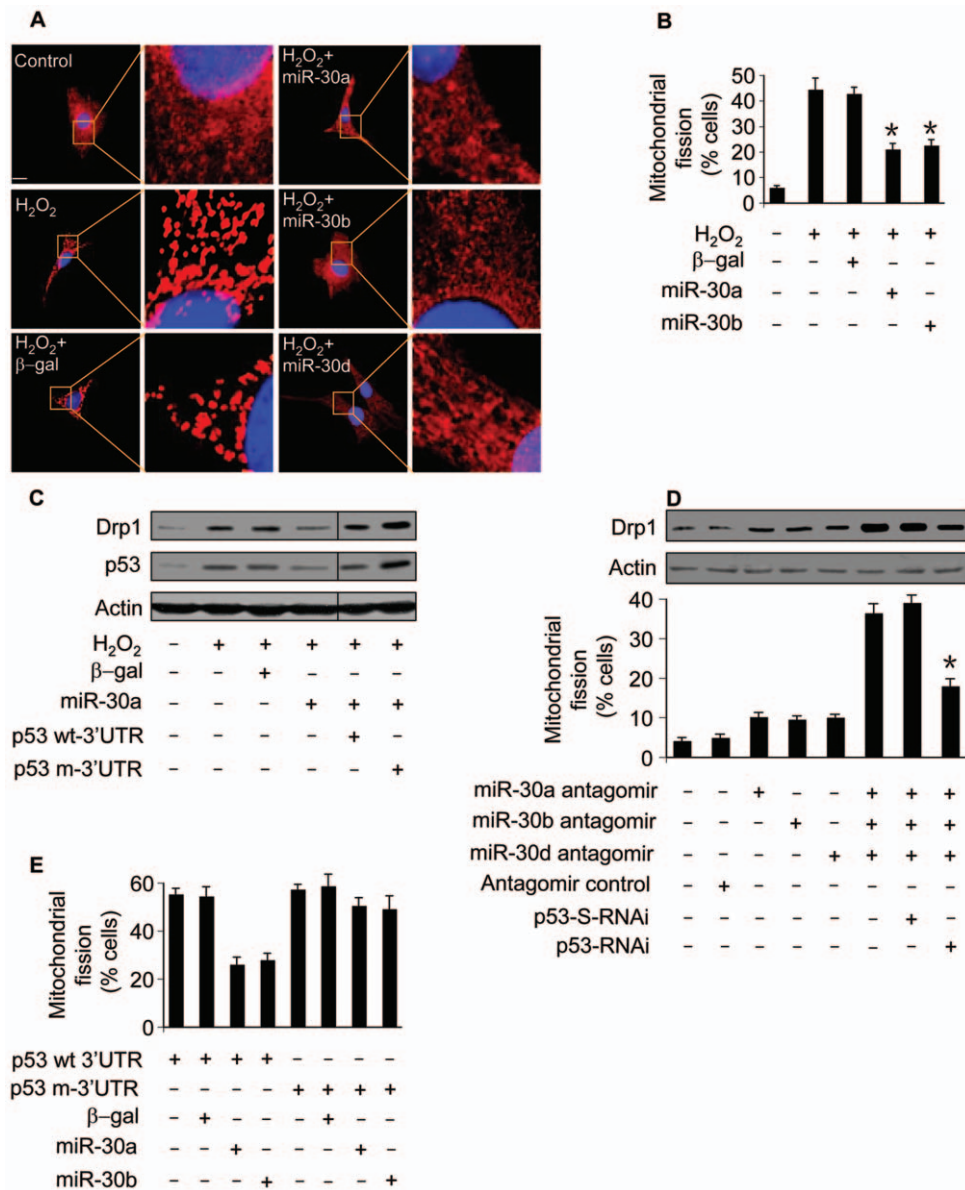 A
Control
H2O2+
miR-30a
H2O2
H2O2+
miR-30b
H2O2+
β-gal
H2O2+
miR-30d
B
Mitochondrial
fission
(% cells)
50
40
30
20
10
0
* *
H2O2 – + + + +
β-gal – – + – –
miR-30a – – – + –
miR-30b – – – – +
C
Drp1
p53
Actin
H2O2 – + + + + +
β-gal – – + – – –
miR-30a – – – + + +
p53 wt-3'UTR – – – – + –
p53 m-3'UTR – – – – – +
D
Drp1
Actin
Mitochondrial
fission
(% cells)
40
30
20
10
0
*
miR-30a antagomir – – + – – + + +
miR-30b antagomir – – – + – + + +
miR-30d antagomir – – – – + + + +
Antagomir control – + – – – – – –
p53-S-RNAi – – – – – – + –
p53-RNAi – – – – – – – +
E
Mitochondrial
fission
(% cells)
60
40
20
0
p53 wt 3'UTR + + + + – – – –
p53 m-3'UTR – – – – + + + +
β-gal – + – – – + – –
miR-30a – – + – – – + –
miR-30b – – – + – – – +